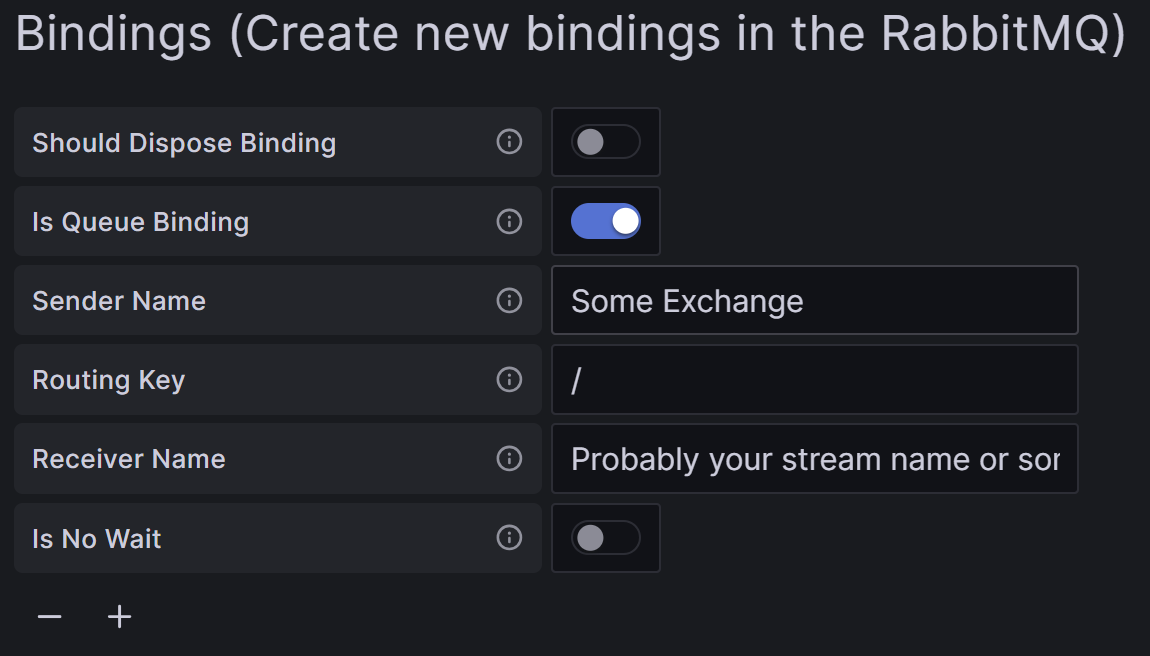 Bindings (Create new bindings in the RabbitMQ)
Should Dispose Binding
Is Queue Binding
Sender Name Some Exchange
Routing Key /
Receiver Name Probably your stream name or sor
Is No Wait